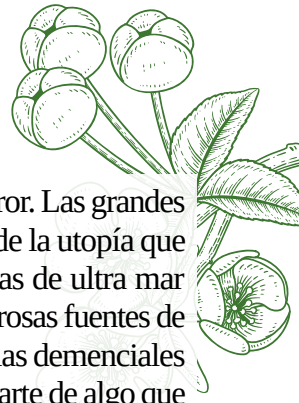 ror. Las grandes
de la utopía que
as de ultra mar
rosas fuentes de
las demenciales
arte de algo que